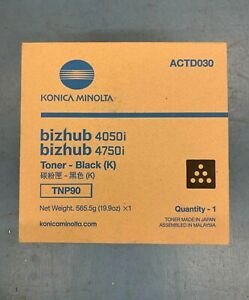 ACTD030
KONICA MINOLTA
bizhub 4050i
bizhub 4750i
Toner - Black (K)
碳粉匣 - 黑色 (K)
TNP90
Quantity - 1
Net Weight. 565.5g (19.9oz) ×1
TONER MADE IN JAPAN
ASSEMBLED IN MALAYSIA
konicaminolta.com